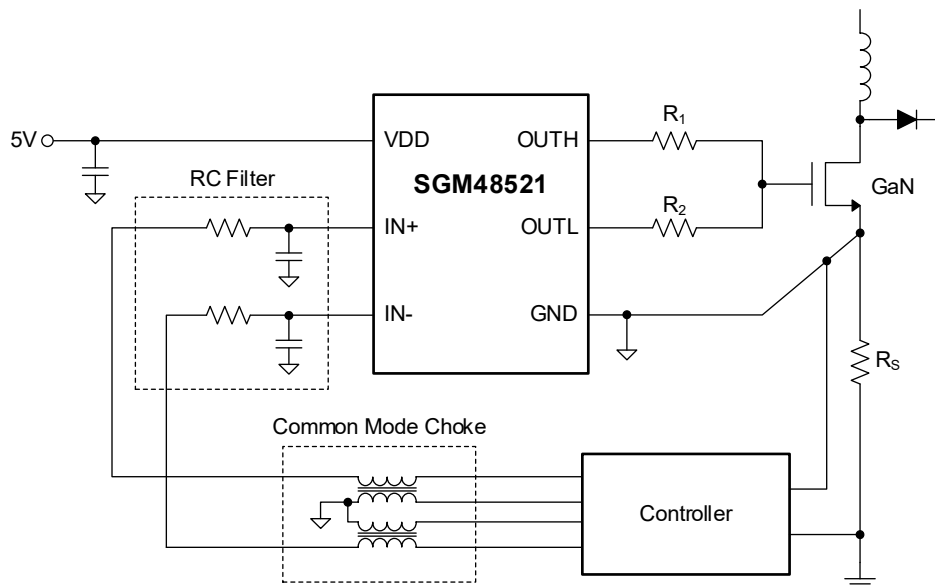 5V
VDD
OUTH
R1
SGM48521
RC Filter
GaN
IN+
OUTL
R2
IN-
GND
RS
Common Mode Choke
Controller